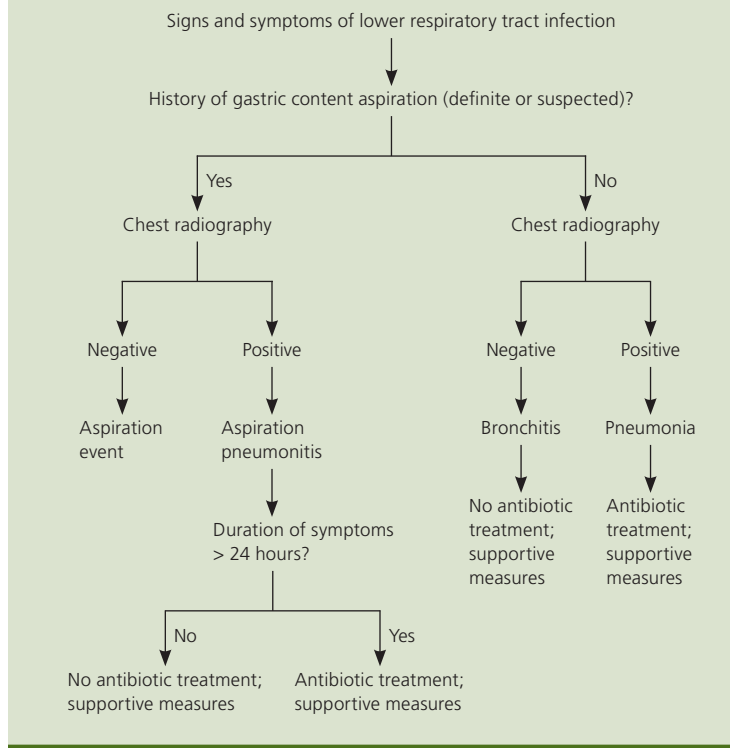 Signs and symptoms of lower respiratory tract infection
History of gastric content aspiration (definite or suspected)?
Yes
No
Chest radiography
Chest radiography
Negative
Positive
Negative
Positive
Aspiration
event
Aspiration
pneumonitis
Bronchitis
Pneumonia
No antibiotic
treatment;
supportive
measures
Antibiotic
treatment;
supportive
measures
Duration of symptoms
> 24 hours?
No
Yes
No antibiotic treatment;
supportive measures
Antibiotic treatment;
supportive measures